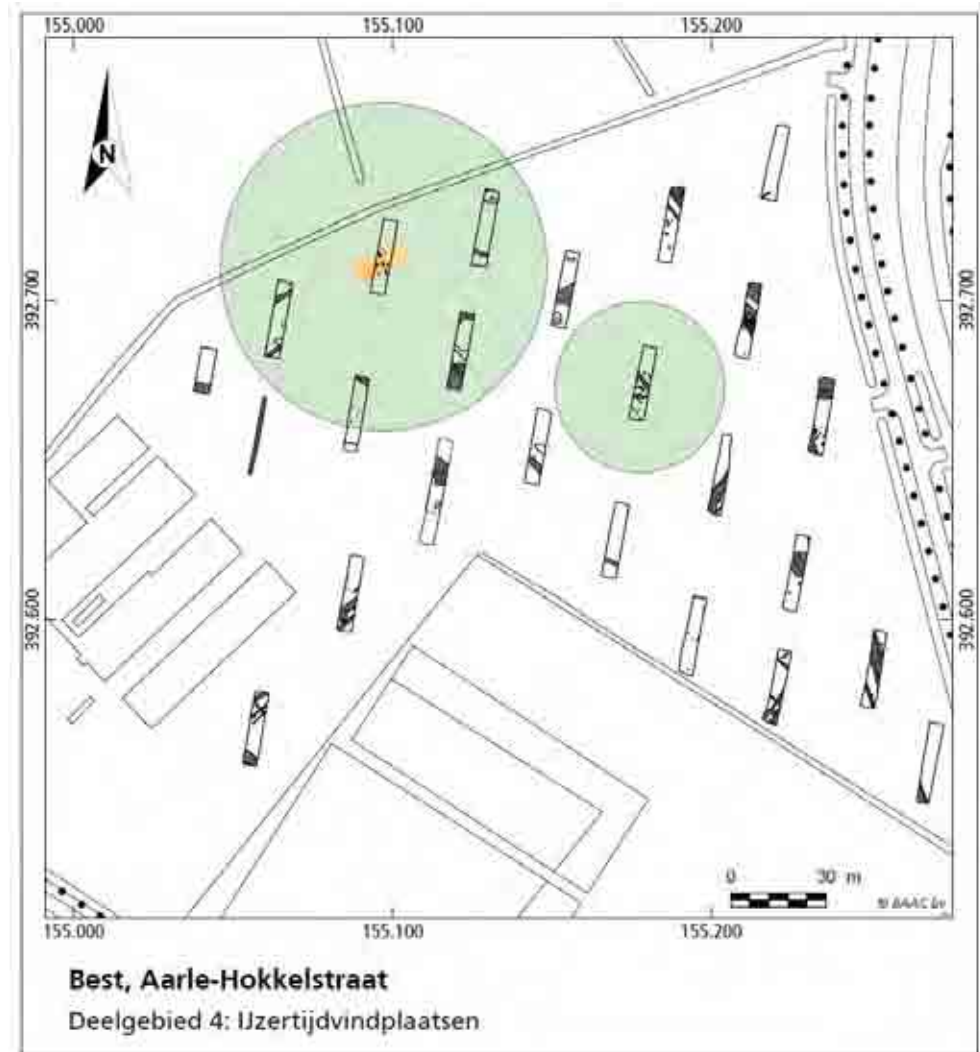 155.000 155.100 155.200
N
392.700 392.700
392.600 392.600
0 30 m
© BAAC bv
155.000 155.100 155.200
Best, Aarle-Hokkelstraat
Deelgebied 4: IJzertijdvindplaatsen